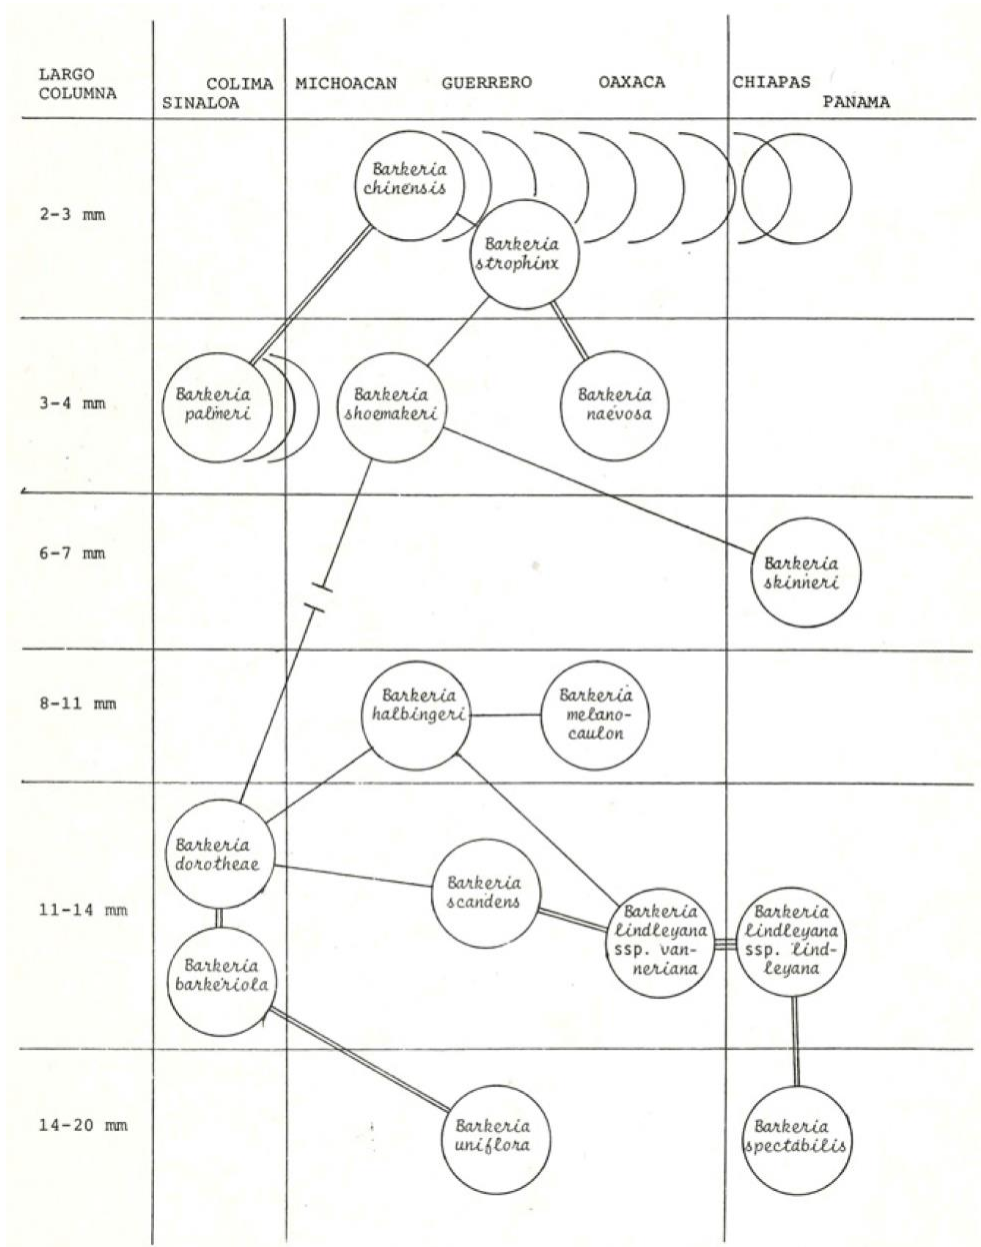 LARGO
COLUMNA
COLIMA
SINALOA
MICHOACAN
GUERRERO
OAXACA
CHIAPAS
PANAMA
2-3 mm
Barkeria
chinensis
Barkeria
strophinx
3-4 mm
Barkeria
palmeri
Barkeria
shoemakeri
Barkeria
naevosa
6-7 mm
Barkeria
skinneri
8-11 mm
Barkeria
halbingeri
Barkeria
melano-
caulon
11-14 mm
Barkeria
dorotheae
Barkeria
scandens
Barkeria
lindleyana
ssp. van-
neriana
Barkeria
lindleyana
ssp. lind-
leyana
Barkeria
barkeriola
14-20 mm
Barkeria
uniflora
Barkeria
spectabilis